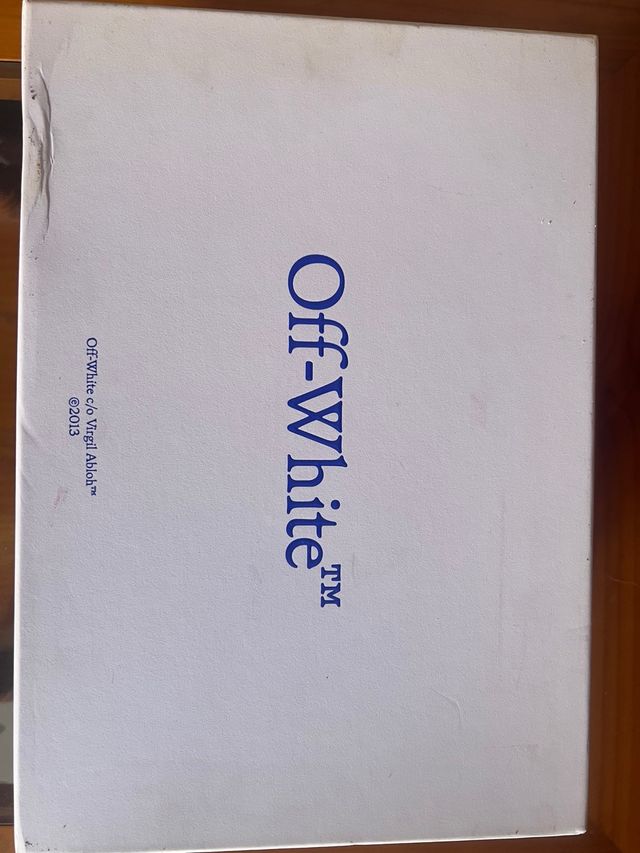 Off-White™
Off-White c/o Virgil Abloh™
©2013